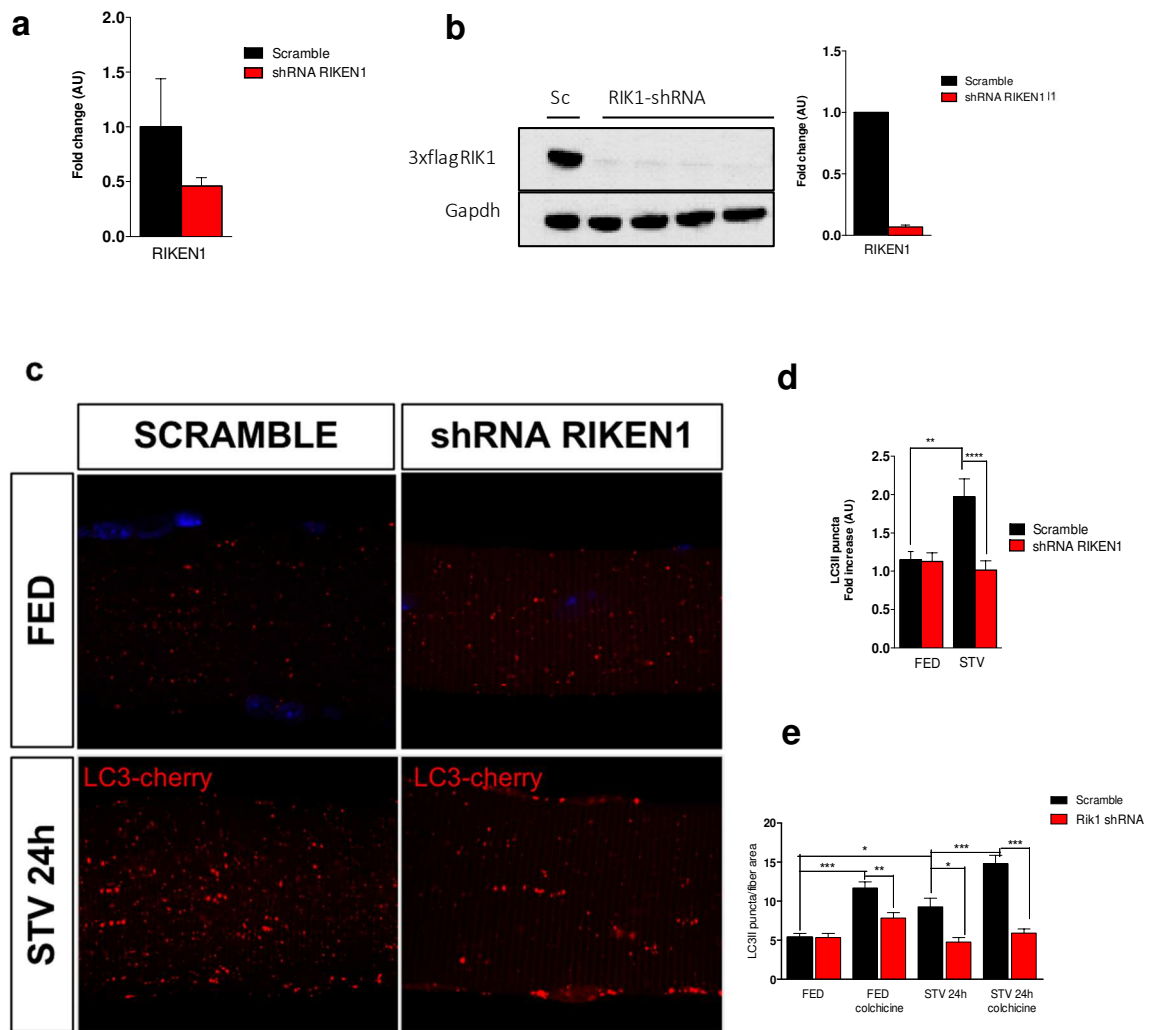 a
2.0
1.5
1.0
0.5
0.0
Fold change (AU)
RIKEN1
Scramble
shRNA RIKEN1
b
Sc RIK1-shRNA
3xflagRIK1
Gapdh
1.5
1.0
0.5
0.0
Fold change (AU)
RIKEN1
Scramble
shRNA RIKEN1
c
SCRAMBLE shRNA RIKEN1
FED
STV 24h
LC3-cherry LC3-cherry
d
** ****
2.5
2.0
1.5
1.0
0.5
0.0
LC3II puncta
Fold increase (AU)
FED STV
Scramble
shRNA RIKEN1
e
Scramble
Rik1 shRNA
20
15
10
5
0
LC3II puncta/fiber area
* *** ***
*** ** *
FED FED STV 24h STV 24h
colchicine colchicine